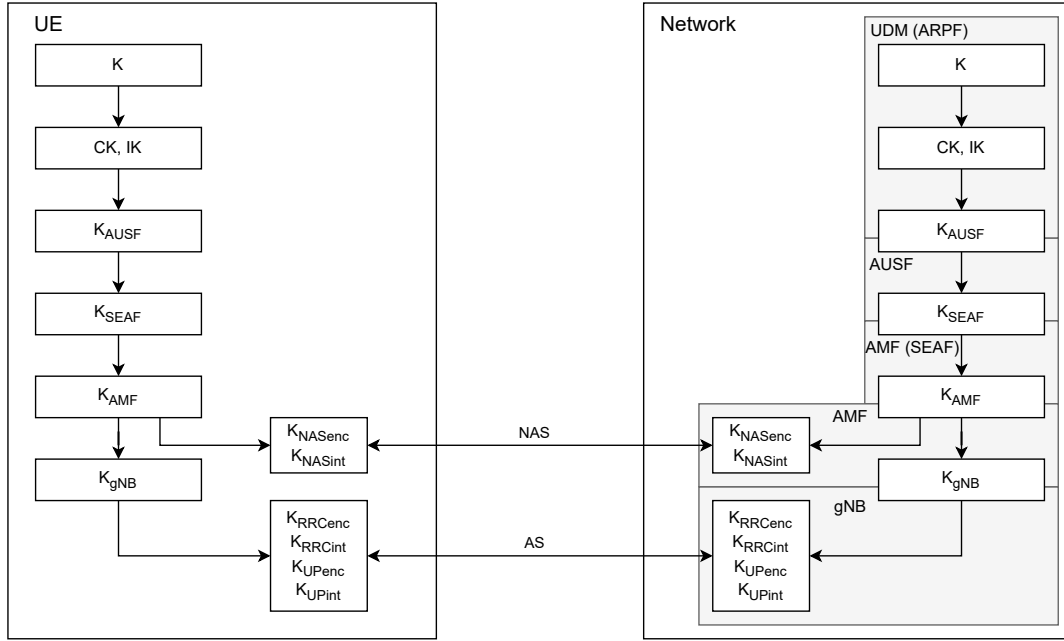 UE
K
CK, IK
KAUSF
KSEAF
KAMF
KgNB
KNASenc
KNASint
KRRCenc
KRRCint
KUPenc
KUPint
NAS
AS
Network
UDM (ARPF)
K
CK, IK
KAUSF
AUSF
KSEAF
AMF (SEAF)
KAMF
AMF
KNASenc
KNASint
KgNB
gNB
KRRCenc
KRRCint
KUPenc
KUPint